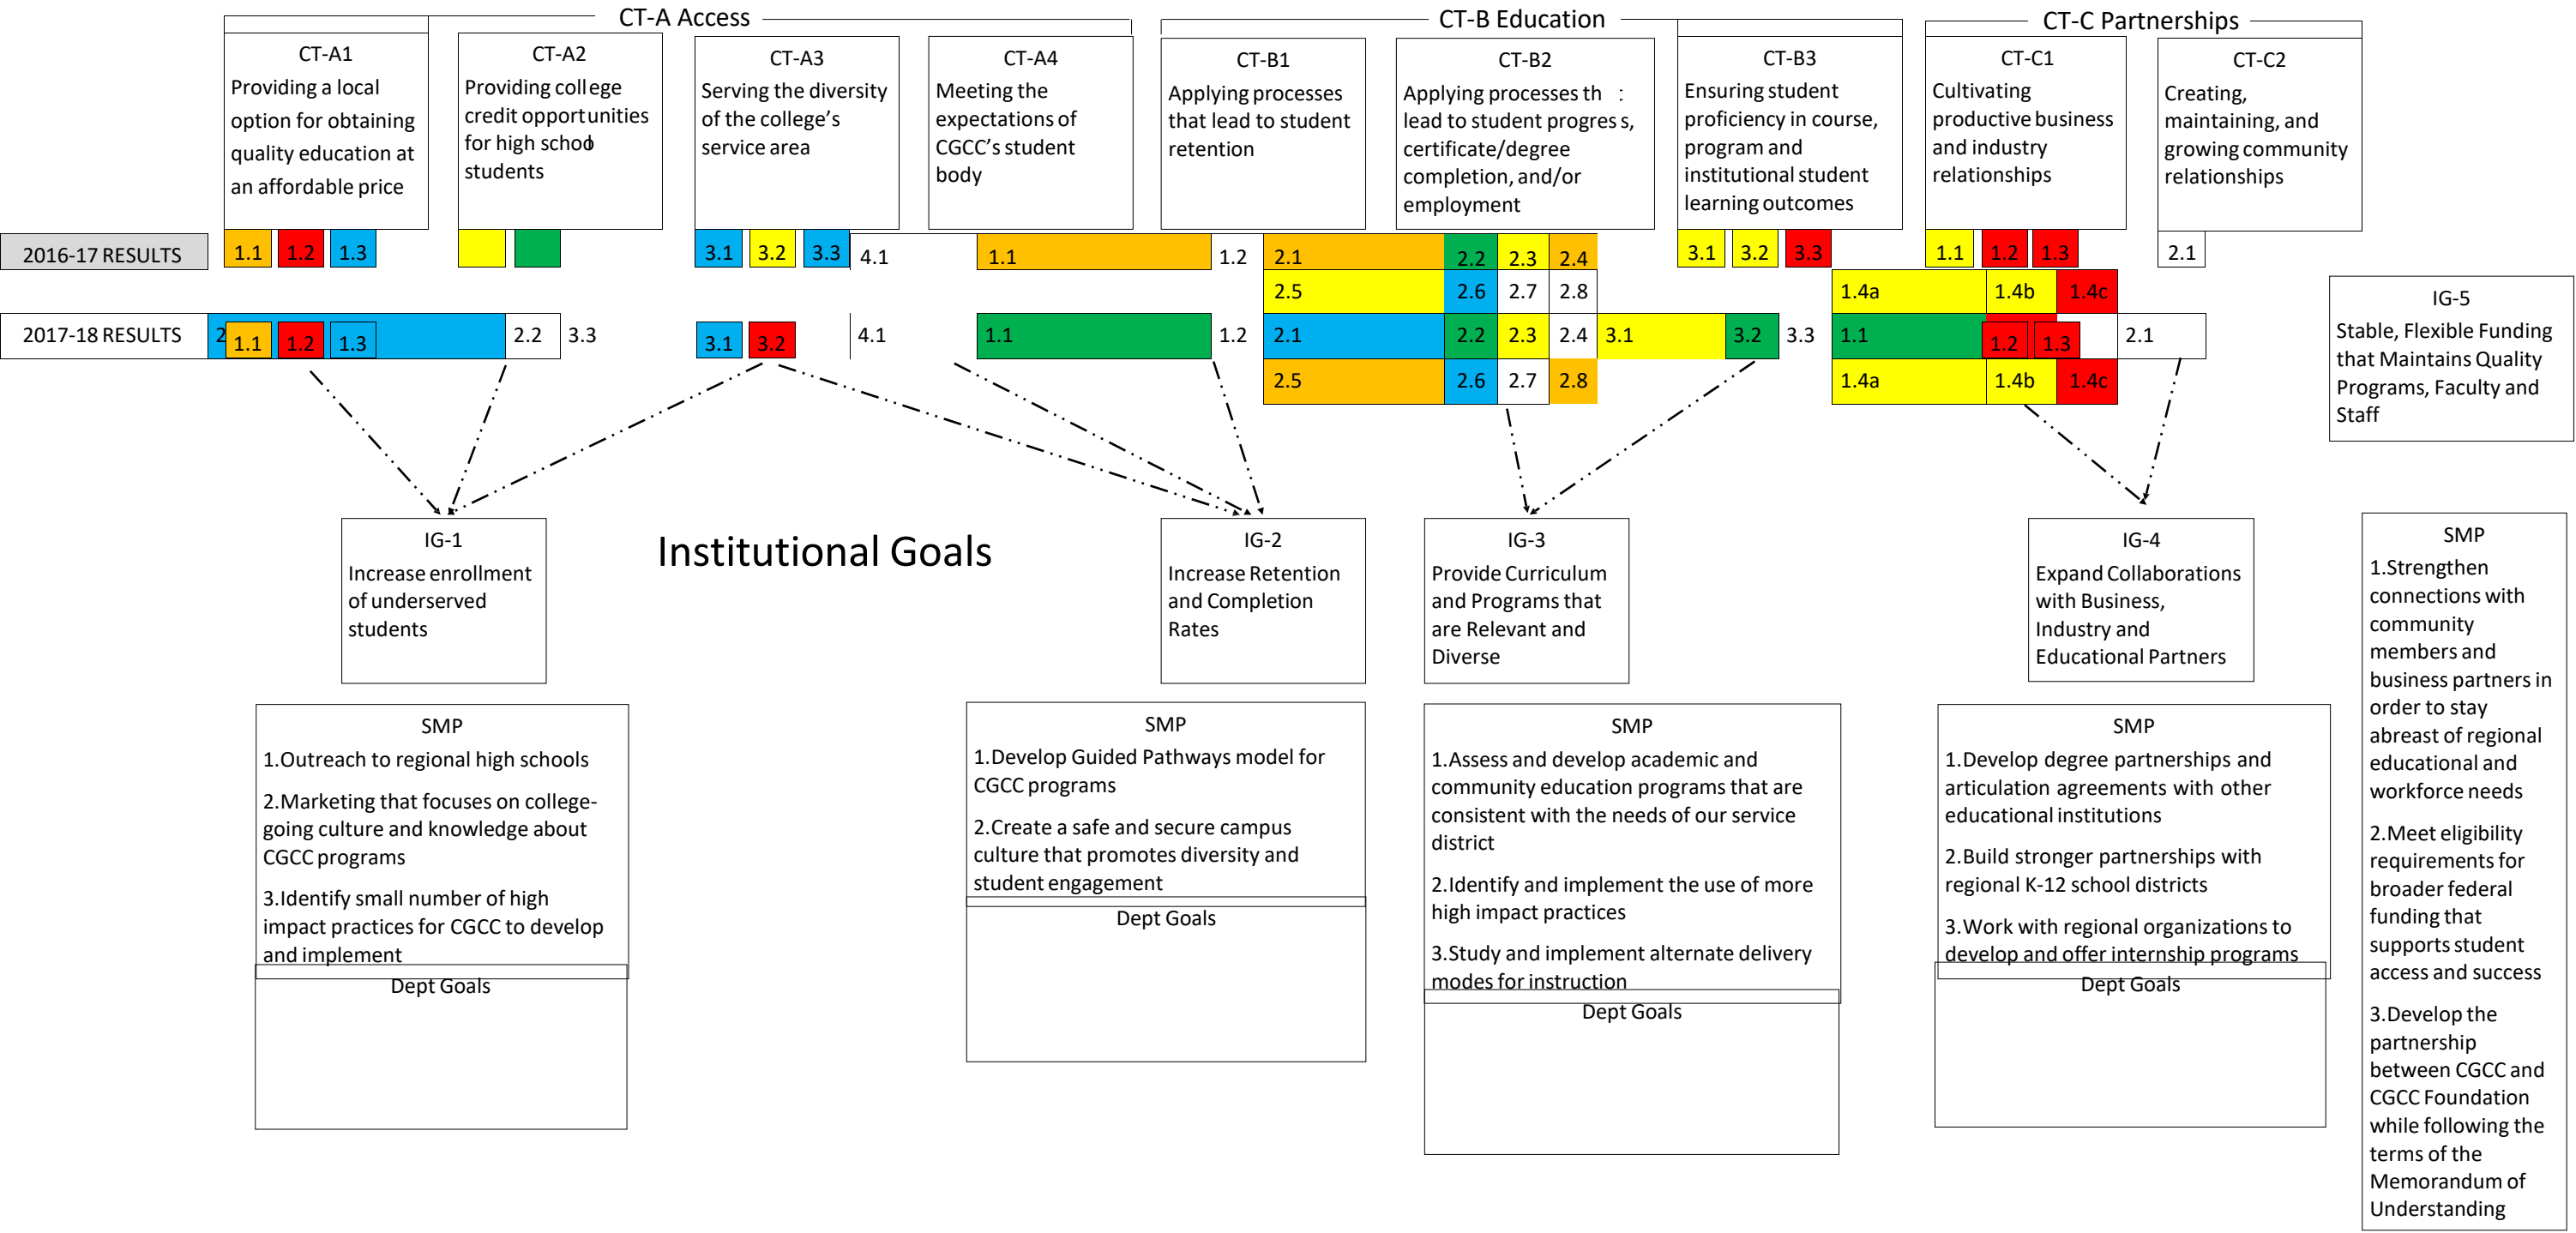 CT-A Access
CT-B Education
CT-C Partnerships
CT-A1
Providing a local
option for obtaining
quality education at
an affordable price
CT-A2
Providing college
credit opportunities
for high school
students
CT-A3
Serving the diversity
of the college's
service area
CT-A4
Meeting the
expectations of
CGCC's student
body
CT-B1
Applying processes
that lead to student
retention
CT-B2
Applying processes th :
lead to student progres s,
certificate/degree
completion, and/or
employment
CT-B3
Ensuring student
proficiency in course,
program and
institutional student
learning outcomes
CT-C1
Cultivating
productive business
and industry
relationships
CT-C2
Creating,
maintaining, and
growing community
relationships
2016-17 RESULTS
1.1 1.2 1.3 3.1 3.2 3.3 4.1 1.1 1.2 2.1 2.2 2.3 2.4 3.1 3.2 3.3 1.1 1.2 1.3 2.1
2.5 2.6 2.7 2.8 1.4a 1.4b 1.4c
2017-18 RESULTS
2 1.1 1.2 1.3 2.2 3.3 3.1 3.2 4.1 1.1 1.2 2.1 2.2 2.3 2.4 3.1 3.2 3.3 1.1 1.2 1.3 2.1
2.5 2.6 2.7 2.8 1.4a 1.4b 1.4c
IG-5
Stable, Flexible Funding
that Maintains Quality
Programs, Faculty and
Staff
Institutional Goals
IG-1
Increase enrollment
of underserved
students
IG-2
Increase Retention
and Completion
Rates
IG-3
Provide Curriculum
and Programs that
are Relevant and
Diverse
IG-4
Expand Collaborations
with Business,
Industry and
Educational Partners
SMP
1.Outreach to regional high schools
2.Marketing that focuses on college-
going culture and knowledge about
CGCC programs
3.Identify small number of high
impact practices for CGCC to develop
and implement
Dept Goals
SMP
1.Develop Guided Pathways model for
CGCC programs
2.Create a safe and secure campus
culture that promotes diversity and
student engagement
Dept Goals
SMP
1.Assess and develop academic and
community education programs that are
consistent with the needs of our service
district
2.Identify and implement the use of more
high impact practices
3.Study and implement alternate delivery
modes for instruction
Dept Goals
SMP
1.Develop degree partnerships and
articulation agreements with other
educational institutions
2.Build stronger partnerships with
regional K-12 school districts
3.Work with regional organizations to
develop and offer internship programs
Dept Goals
SMP
1.Strengthen
connections with
community
members and
business partners in
order to stay
abreast of regional
educational and
workforce needs
2.Meet eligibility
requirements for
broader federal
funding that
supports student
access and success
3.Develop the
partnership
between CGCC and
CGCC Foundation
while following the
terms of the
Memorandum of
Understanding